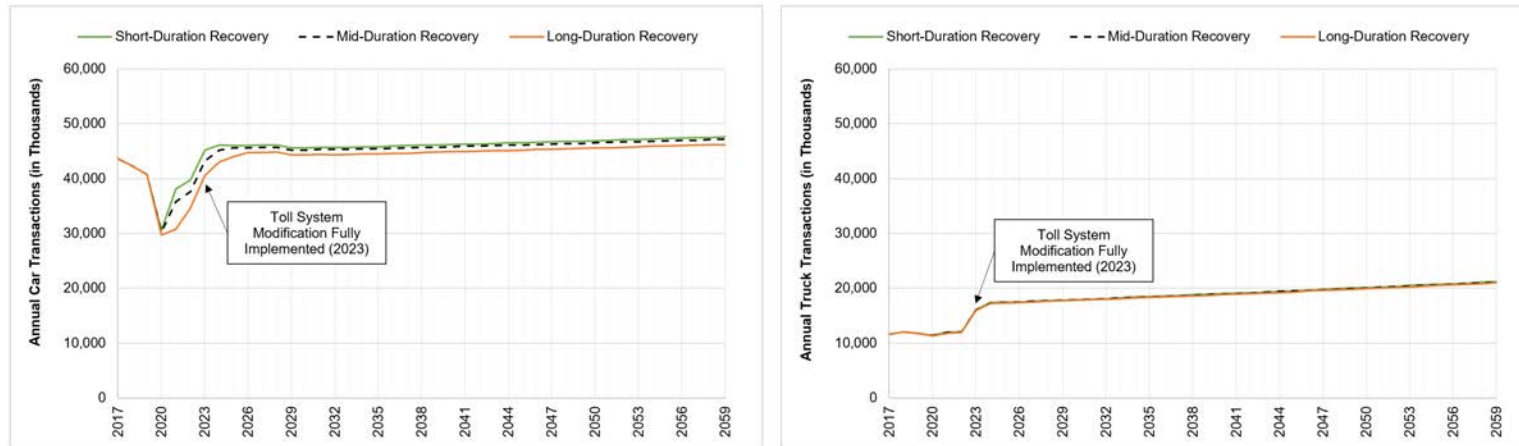 Short-Duration Recovery Mid-Duration Recovery Long-Duration Recovery
Annual Car Transactions (in Thousands)
60,000
50,000
40,000
30,000
20,000
10,000
0
Toll System
Modification Fully
Implemented (2023)
2017 2020 2023 2026 2029 2032 2035 2038 2041 2044 2047 2050 2053 2056 2059
Short-Duration Recovery Mid-Duration Recovery Long-Duration Recovery
Annual Truck Transactions (in Thousands)
60,000
50,000
40,000
30,000
20,000
10,000
0
Toll System
Modification Fully
Implemented (2023)
2017 2020 2023 2026 2029 2032 2035 2038 2041 2044 2047 2050 2053 2056 2059